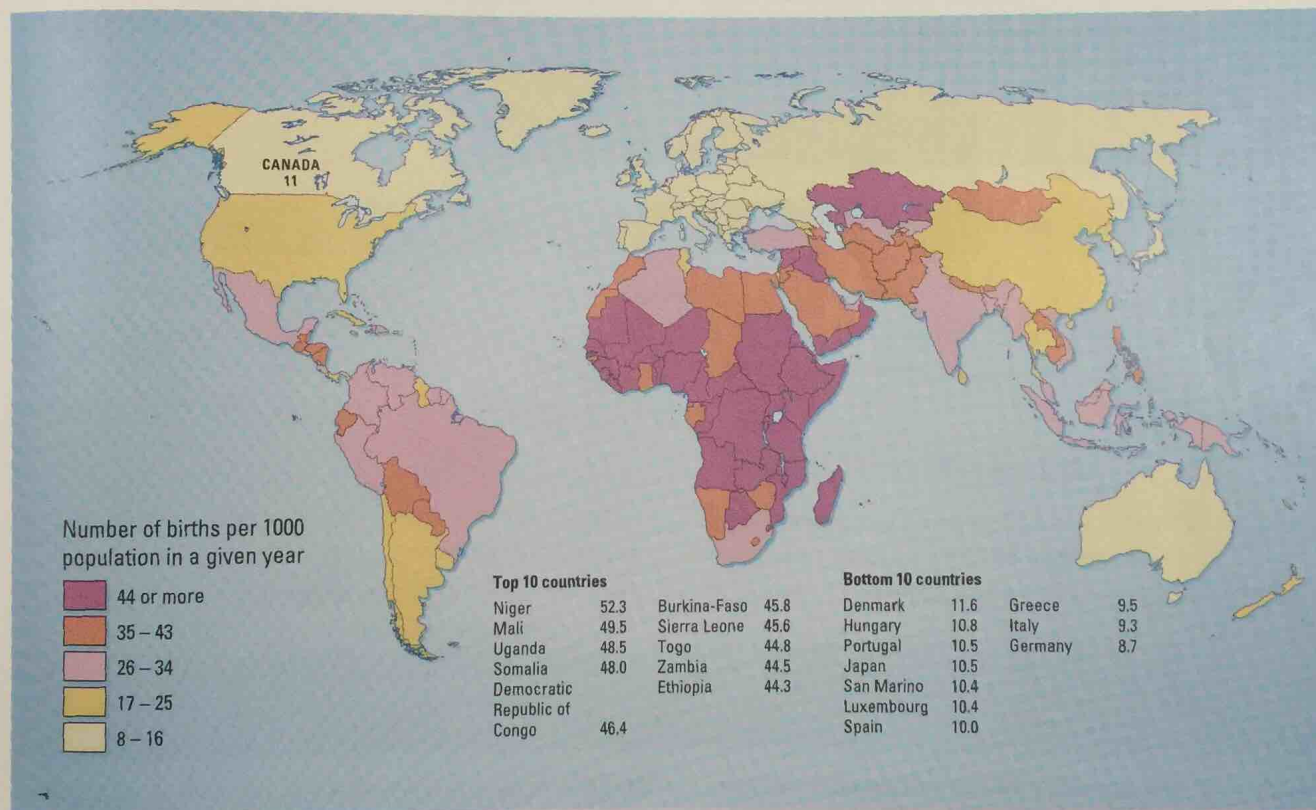 CANADA
11
Number of births per 1000
population in a given year
44 or more
35 – 43
26 – 34
17 – 25
8 – 16
Top 10 countries
Niger 52.3
Mali 49.5
Uganda 48.5
Somalia 48.0
Democratic
Republic of
Congo 46.4
Burkina-Faso 45.8
Sierra Leone 45.6
Togo 44.8
Zambia 44.5
Ethiopia 44.3
Bottom 10 countries
Denmark 11.6
Hungary 10.8
Portugal 10.5
Japan 10.5
San Marino 10.4
Luxembourg 10.4
Spain 10.0
Greece 9.5
Italy 9.3
Germany 8.7